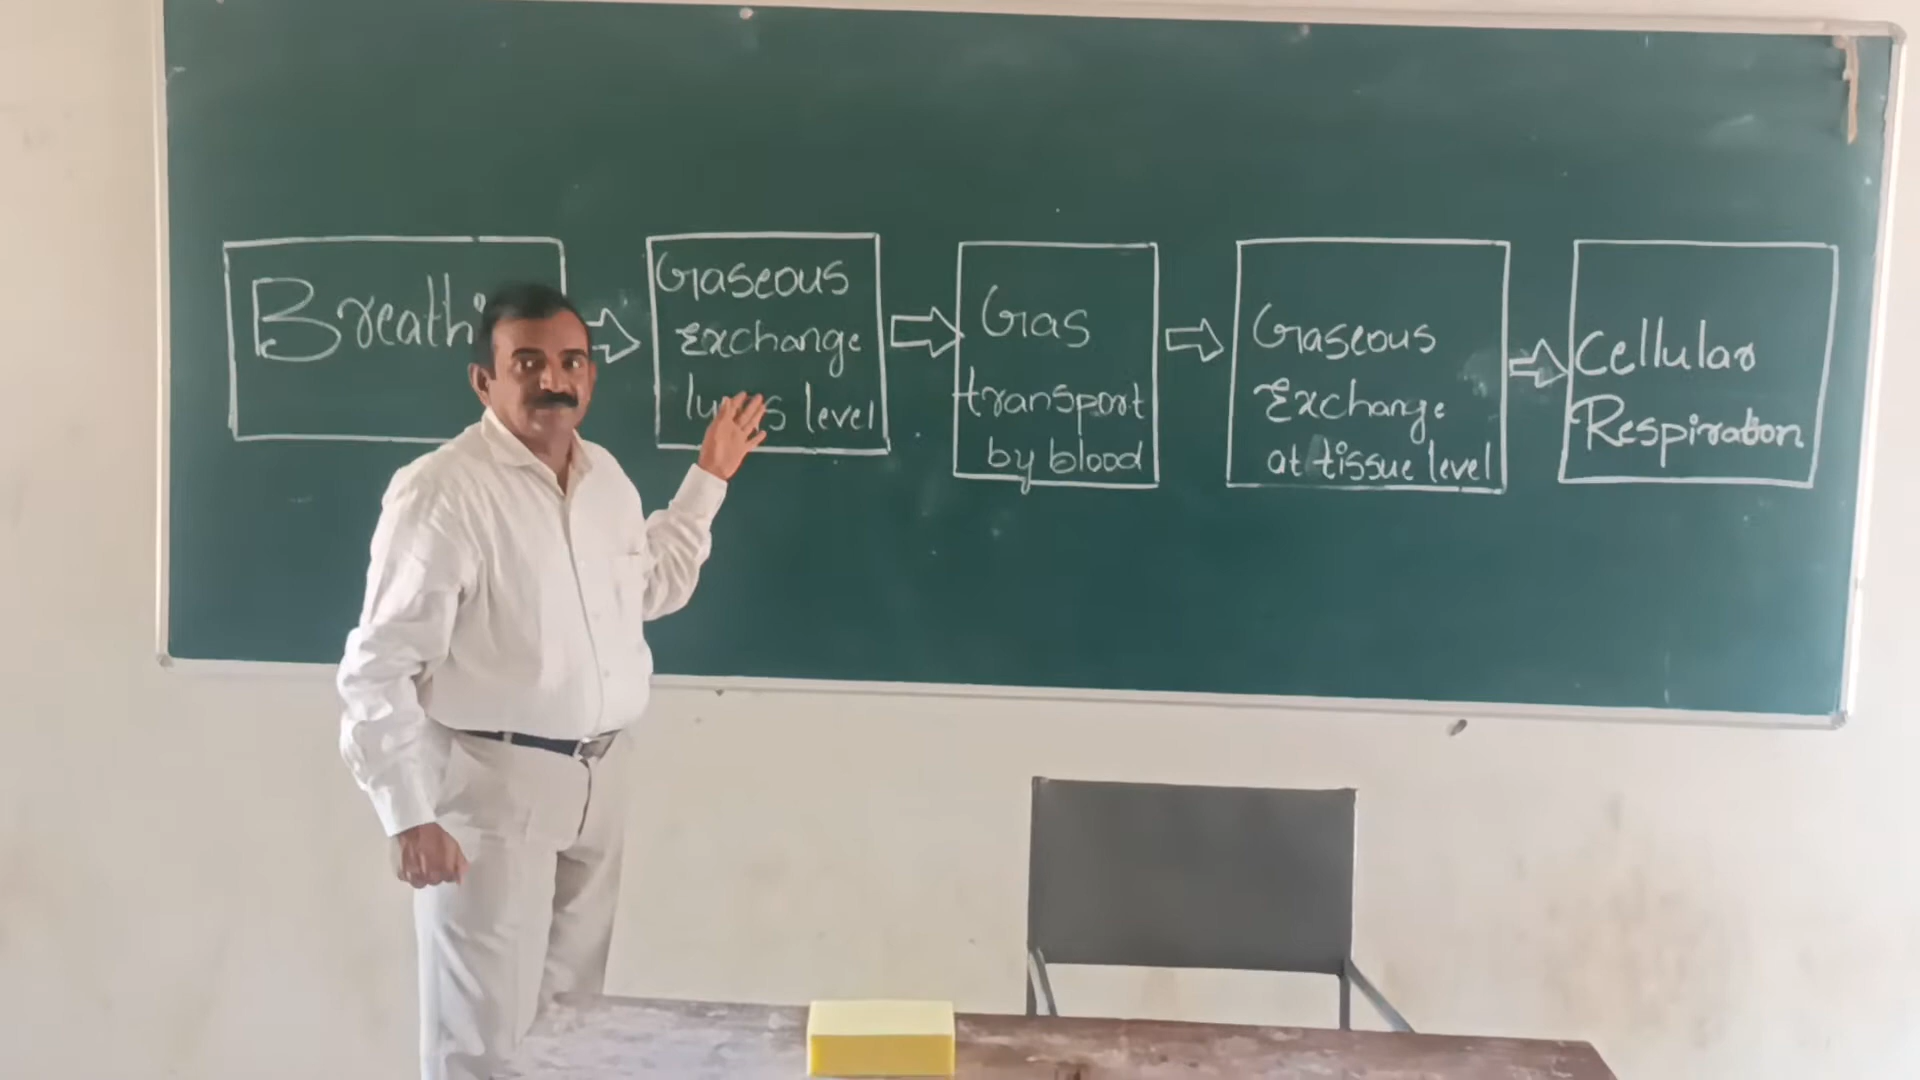 Gaseous
Exchange
level
Gas
transport
by blood
Gaseous
Exchange
at tissue level
Cellular
Respiration